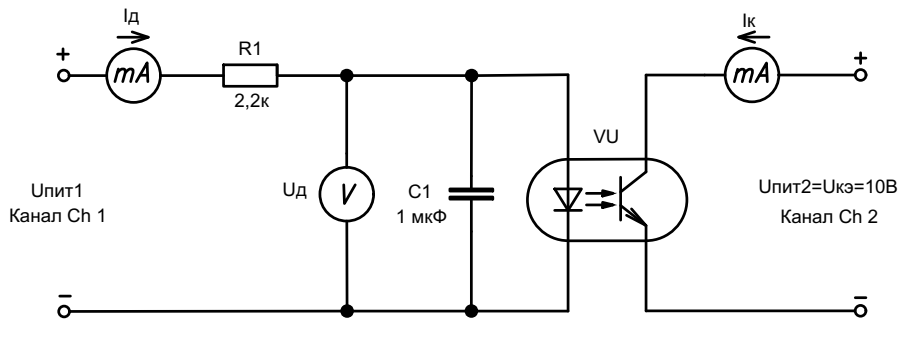 Iд
Iк
R1
+
mA
mA
+
2,2к
VU
Uпит1
Канал Ch 1
Uд
V
C1
1 мкФ
Uпит2=Uкэ=10В
Канал Ch 2
–
–